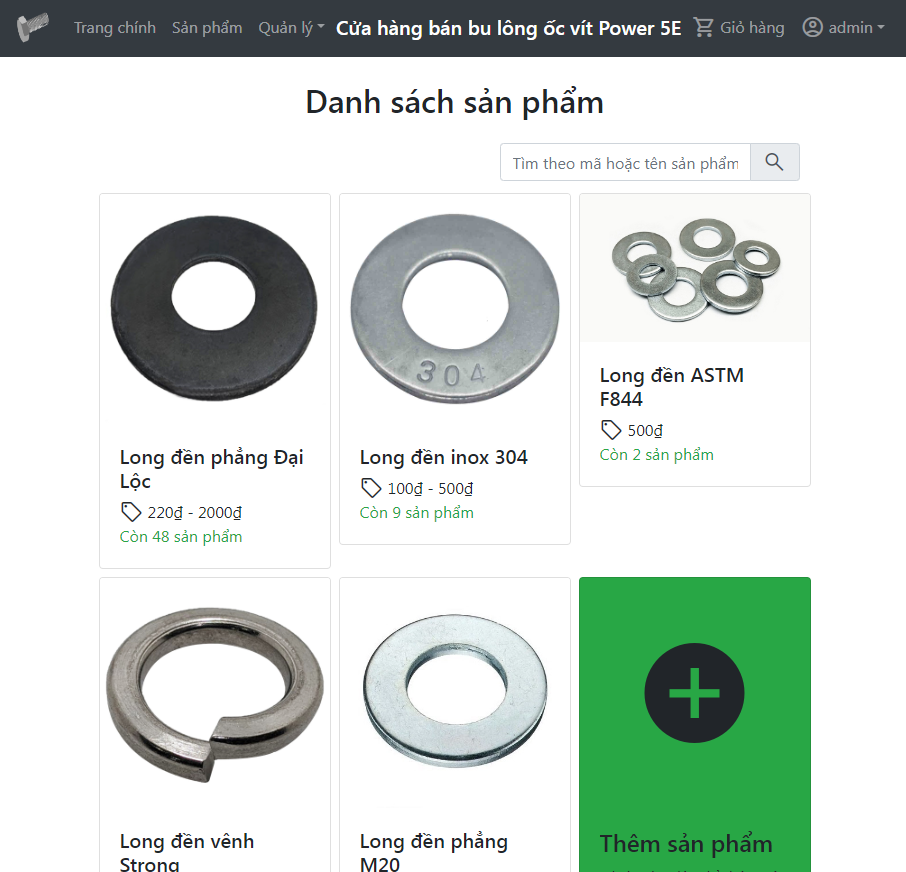 Trang chính Sản phẩm Quản lý Cửa hàng bán bu lông ốc vít Power 5E Giỏ hàng admin
Danh sách sản phẩm
Tìm theo mã hoặc tên sản phẩm
304
Long đền phẳng Đại
Lộc
220₫ - 2000₫
Còn 48 sản phẩm
Long đền inox 304
100₫ - 500₫
Còn 9 sản phẩm
Long đền ASTM
F844
500₫
Còn 2 sản phẩm
Long đền vênh
Strong
Long đền phẳng
M20
Thêm sản phẩm